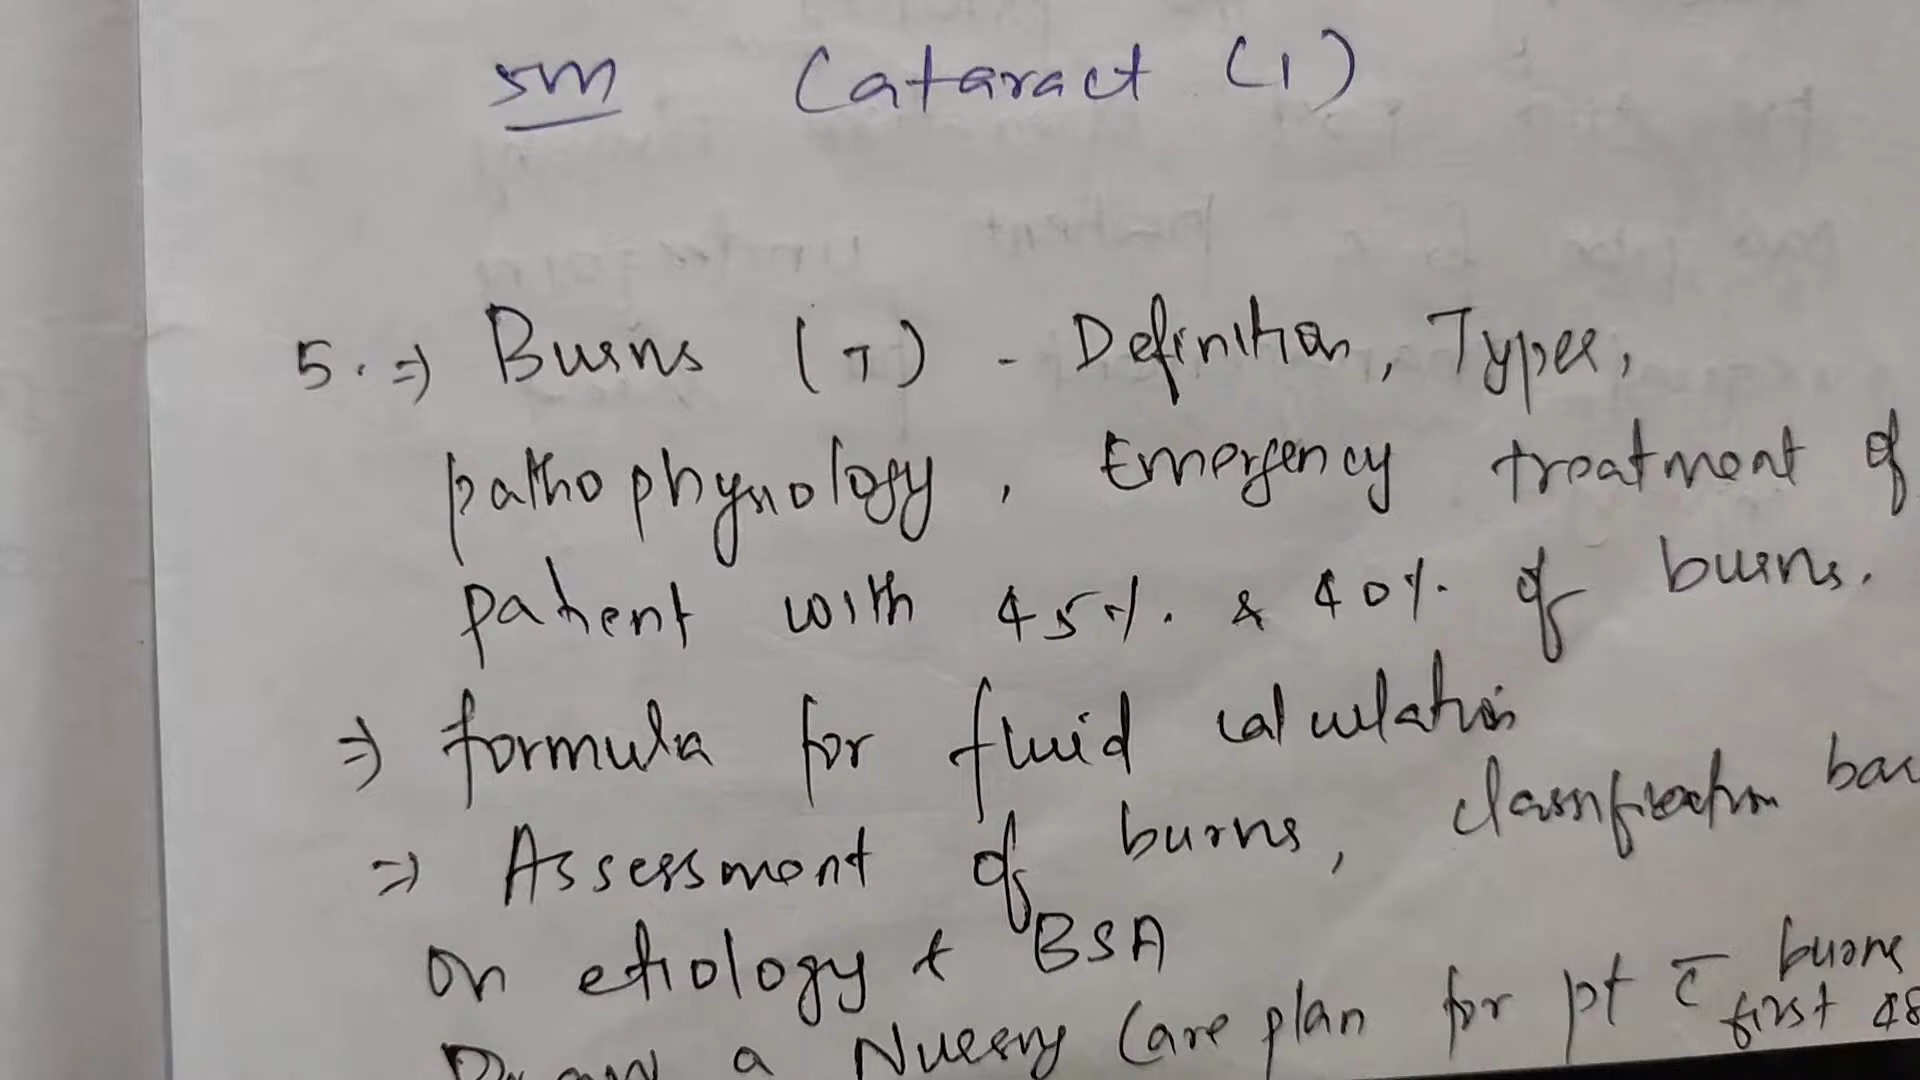 5m Cataract (1)
5. ⇒ Burns (7) - Definition, Types,
pathophysiology, Emergency treatment of
patient with 45% & 40% of burns.
⇒ formula for fluid calculation
⇒ Assessment of burns, classification
on etiology & BSA
Draw a Nursing Care plan for pt c̄ burns
first 48